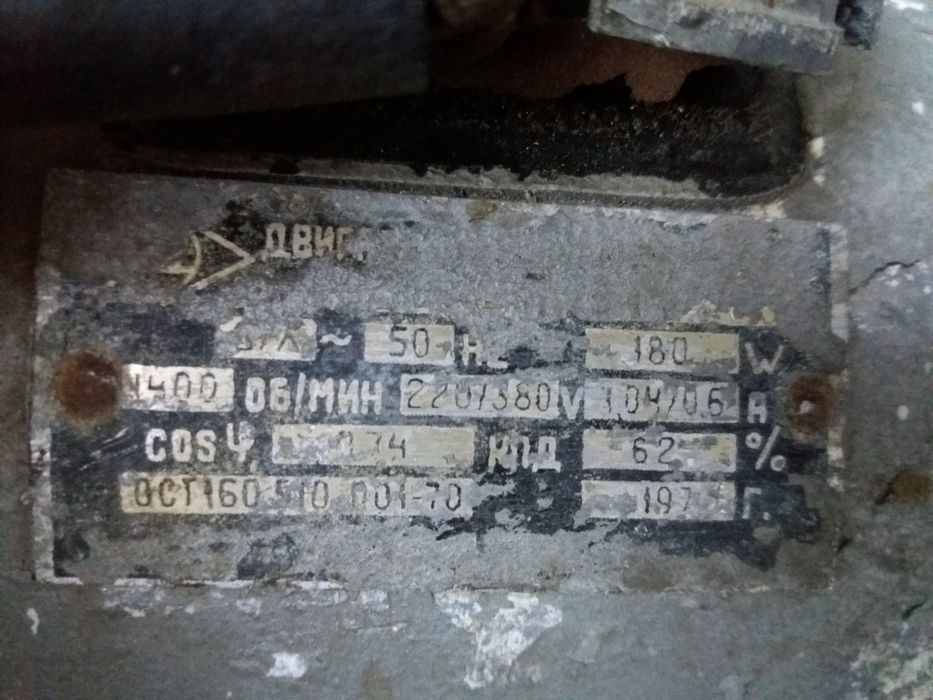 ДВИГ
~ 50 Hz 180 W
1400 ОБ/МИН 220/380 V 1,04/0,6 A
COS φ 0,74 КПД 62 %
ОСТ160 510 001-70 197 Г.